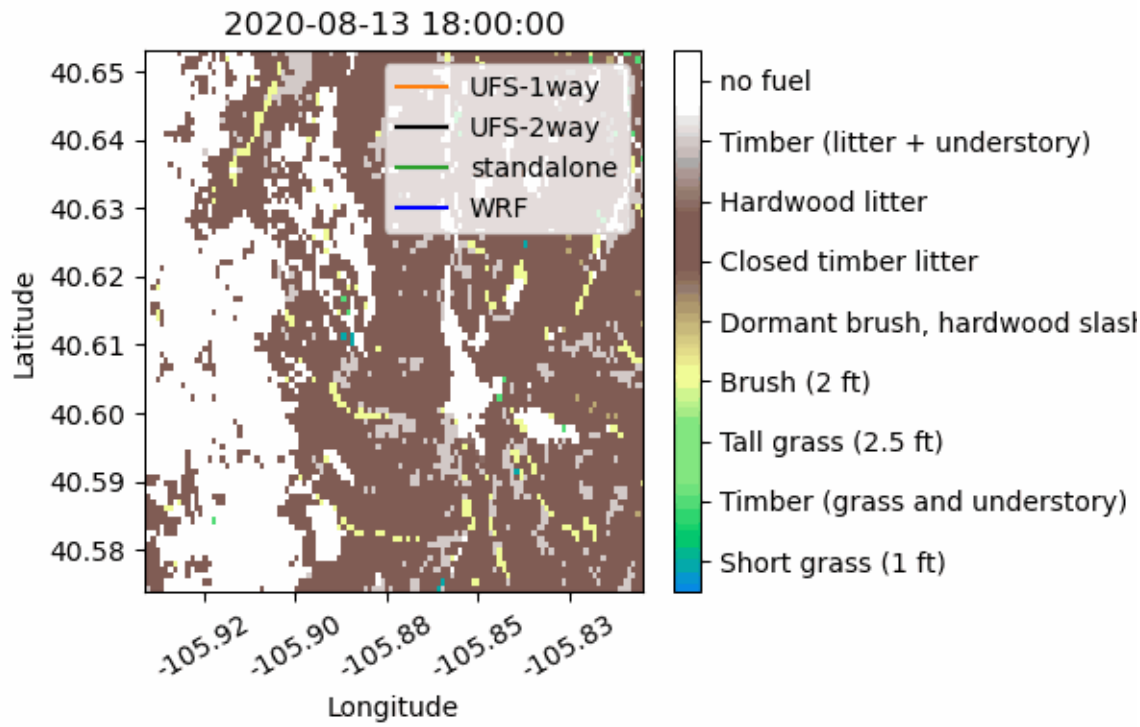 2020-08-13 18:00:00
40.65
40.64
40.63
40.62
40.61
40.60
40.59
40.58
Latitude
-105.92
-105.90
-105.88
-105.85
-105.83
Longitude
UFS-1way
UFS-2way
standalone
WRF
no fuel
Timber (litter + understory)
Hardwood litter
Closed timber litter
Dormant brush, hardwood slash
Brush (2 ft)
Tall grass (2.5 ft)
Timber (grass and understory)
Short grass (1 ft)